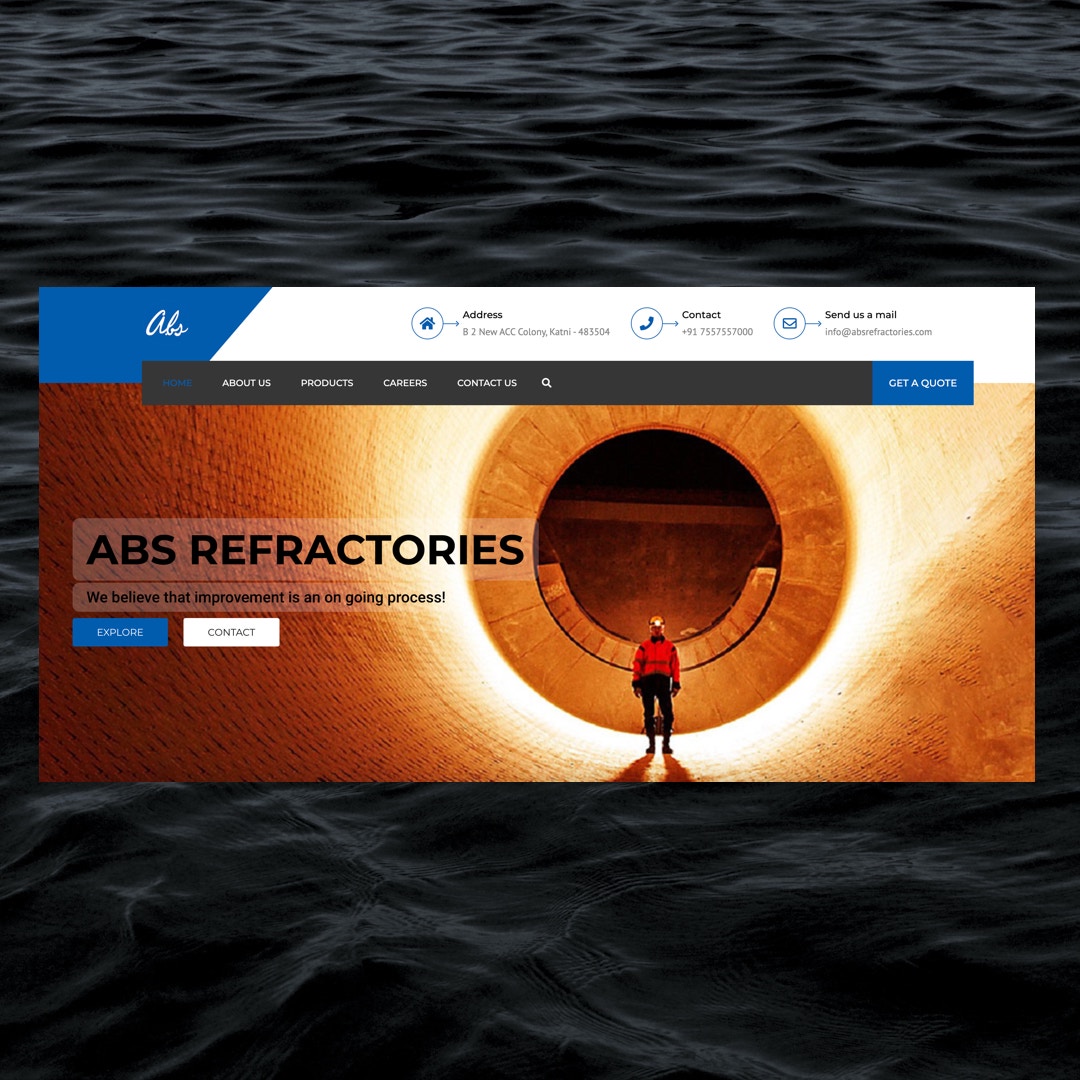 Abs
Address
B 2 New ACC Colony, Katni - 483504
Contact
+91 7557557000
Send us a mail
info@absrefractories.com
HOME
ABOUT US
PRODUCTS
CAREERS
CONTACT US
GET A QUOTE
ABS REFRACTORIES
We believe that improvement is an on going process!
EXPLORE
CONTACT